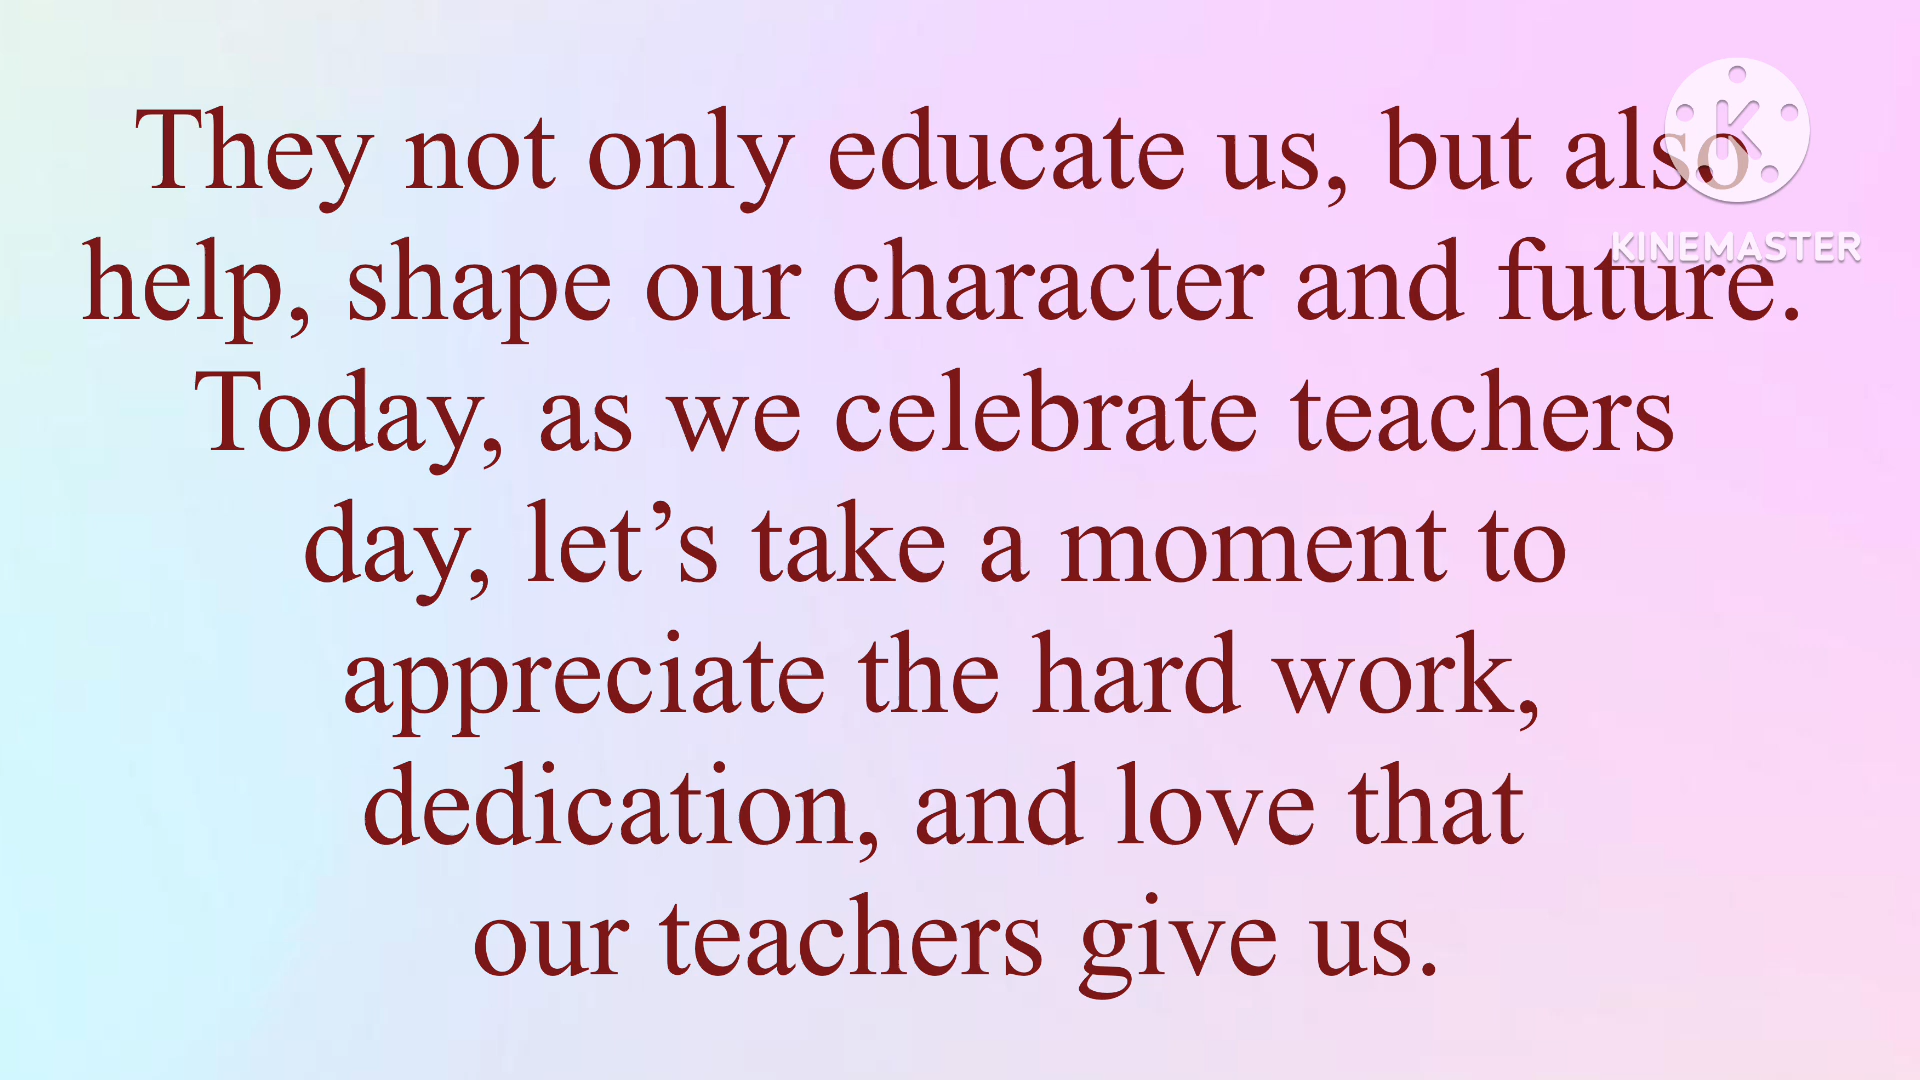 They not only educate us, but also
help, shape our character and future.
Today, as we celebrate teachers
day, let’s take a moment to
appreciate the hard work,
dedication, and love that
our teachers give us.
K
KINEMASTER